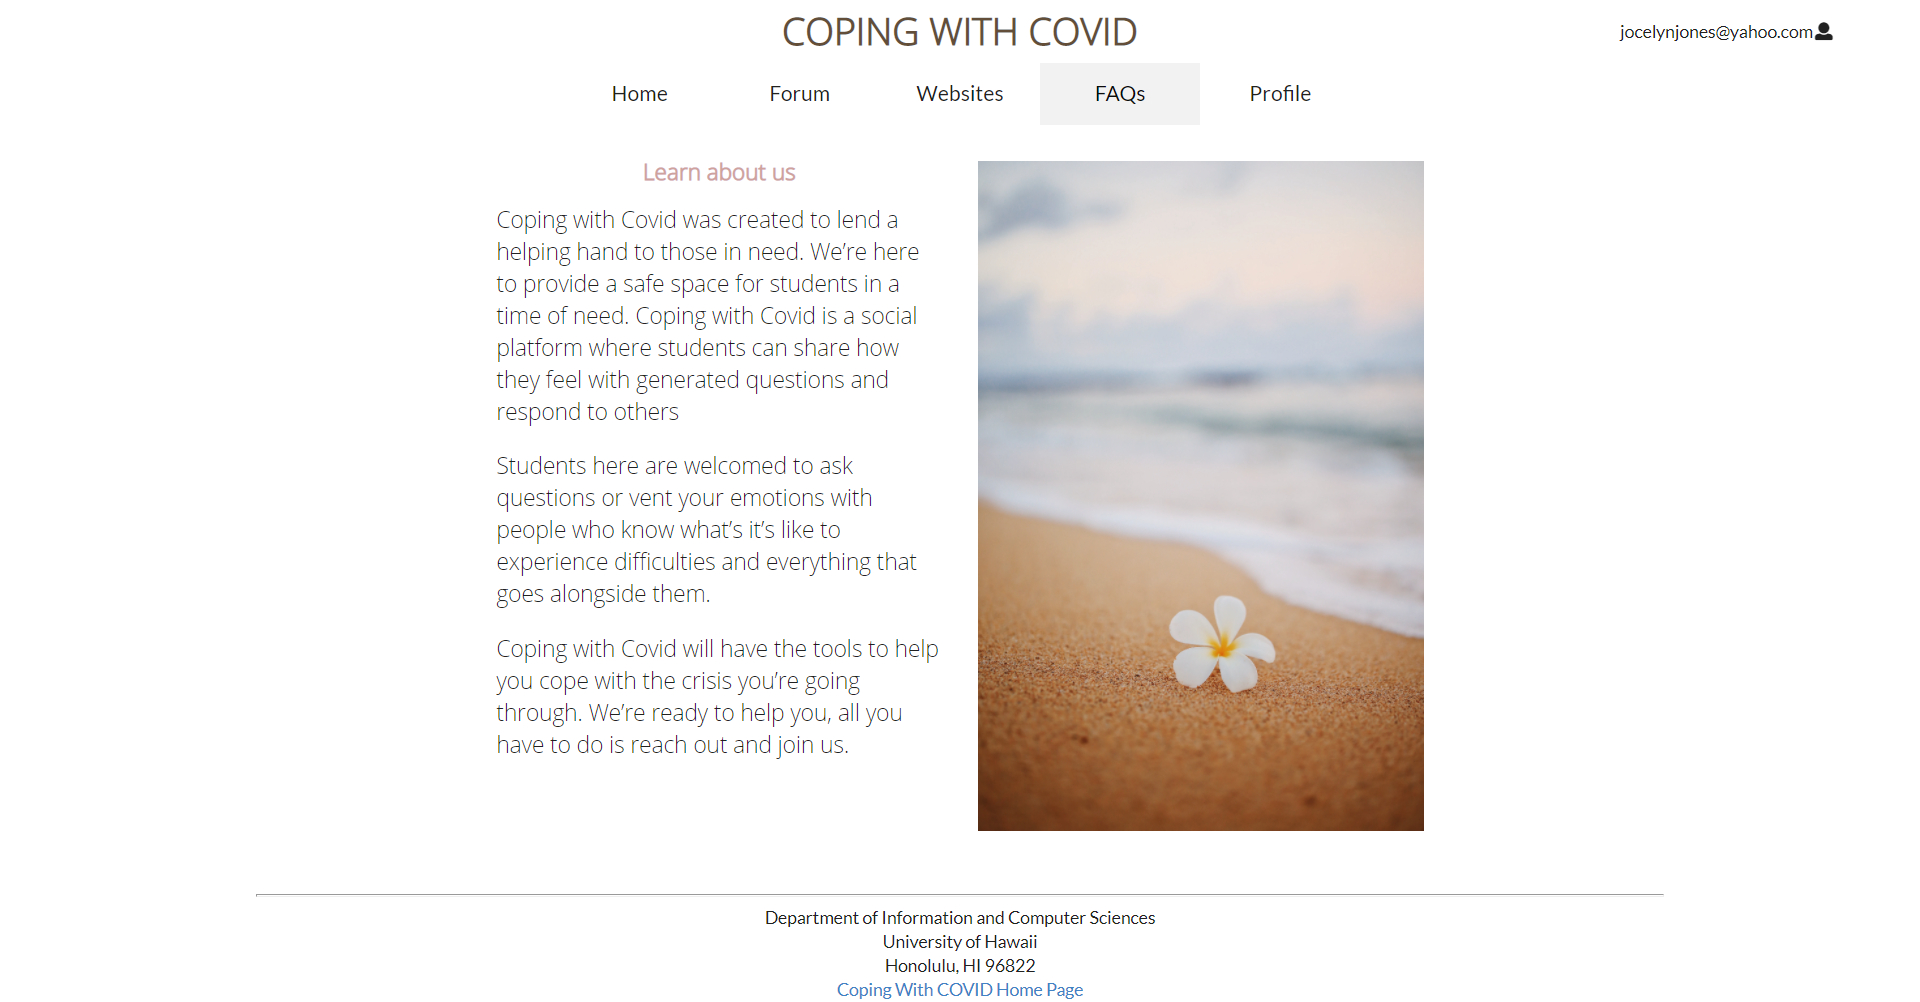 COPING WITH COVID
jocelynjones@yahoo.com
Home Forum Websites FAQs Profile
Learn about us
Coping with Covid was created to lend a
helping hand to those in need. We’re here
to provide a safe space for students in a
time of need. Coping with Covid is a social
platform where students can share how
they feel with generated questions and
respond to others
Students here are welcomed to ask
questions or vent your emotions with
people who know what’s it’s like to
experience difficulties and everything that
goes alongside them.
Coping with Covid will have the tools to help
you cope with the crisis you’re going
through. We’re ready to help you, all you
have to do is reach out and join us.
Department of Information and Computer Sciences
University of Hawaii
Honolulu, HI 96822
Coping With COVID Home Page